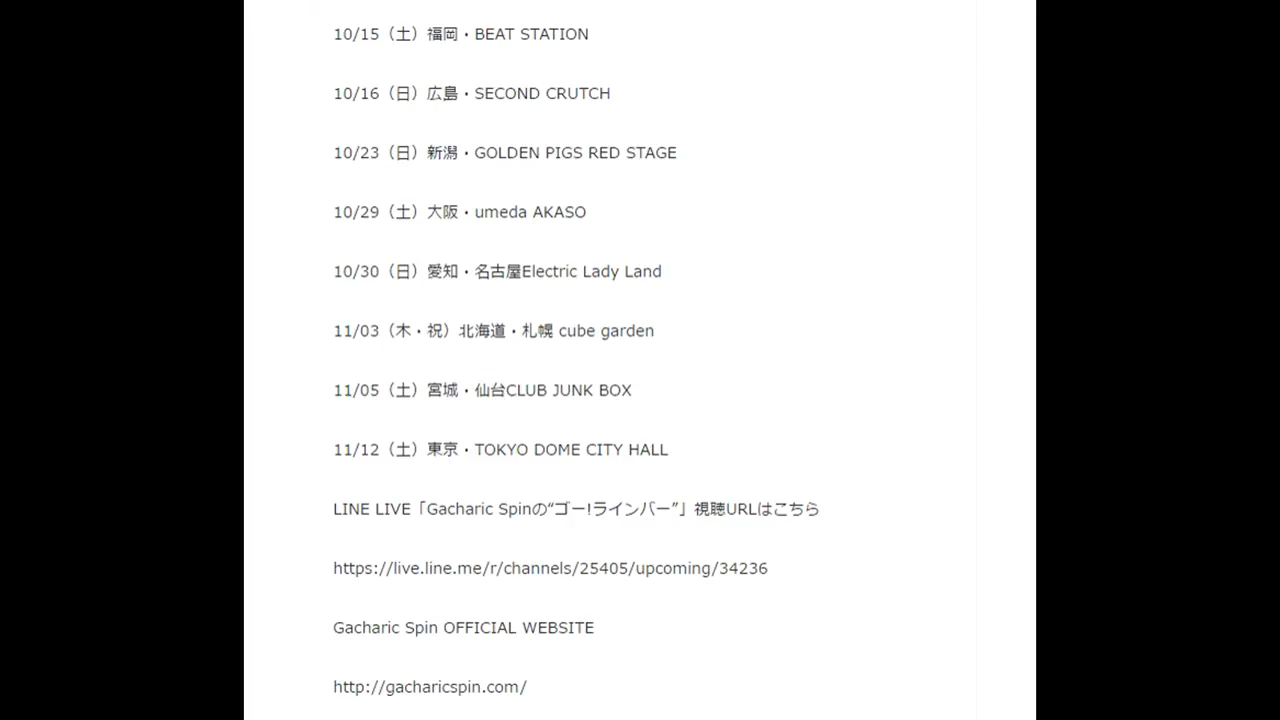 10/15（土）福岡・BEAT STATION
10/16（日）広島・SECOND CRUTCH
10/23（日）新潟・GOLDEN PIGS RED STAGE
10/29（土）大阪・umeda AKASO
10/30（日）愛知・名古屋Electric Lady Land
11/03（木・祝）北海道・札幌 cube garden
11/05（土）宮城・仙台CLUB JUNK BOX
11/12（土）東京・TOKYO DOME CITY HALL
LINE LIVE「Gacharic Spinの“ゴー!ラインバー”」視聴URLはこちら
https://live.line.me/r/channels/25405/upcoming/34236
Gacharic Spin OFFICIAL WEBSITE
http://gacharicspin.com/